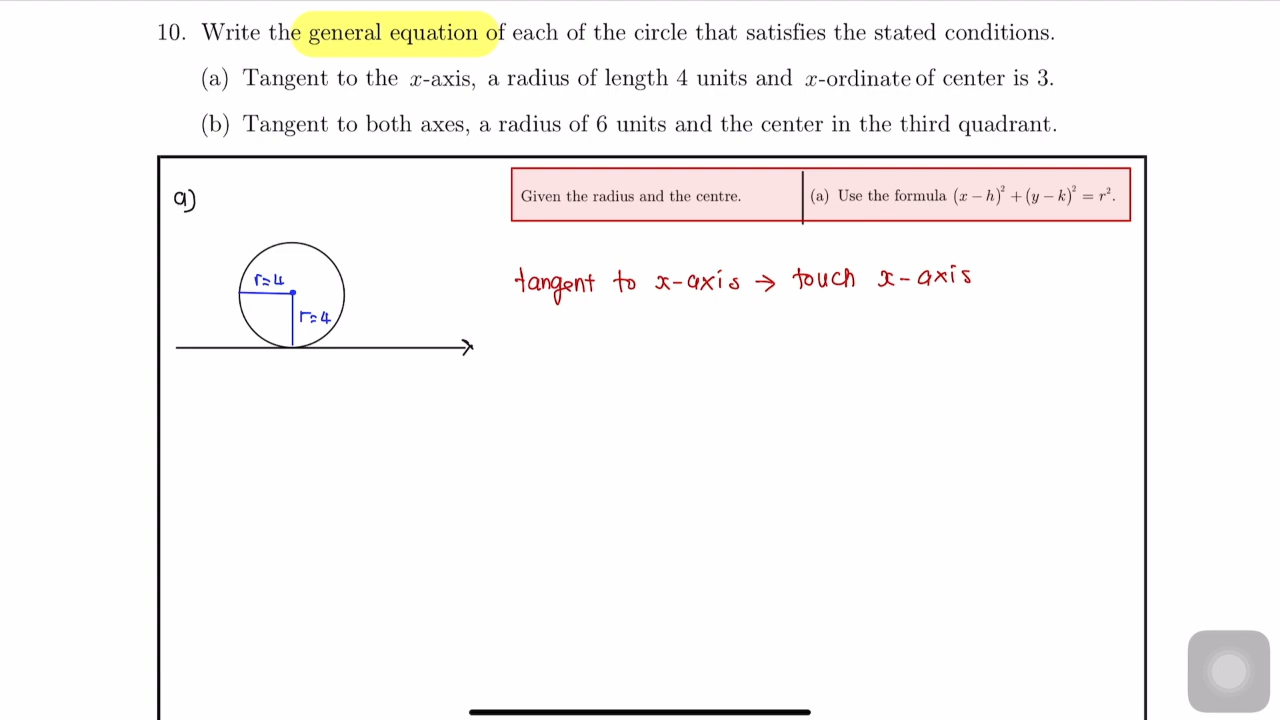 10. Write the general equation of each of the circle that satisfies the stated conditions.
(a) Tangent to the x-axis, a radius of length 4 units and x-ordinate of center is 3.
(b) Tangent to both axes, a radius of 6 units and the center in the third quadrant.
a)
Given the radius and the centre. (a) Use the formula (x − h)² + (y − k)² = r².
r=4
r=4
tangent to x-axis → touch x-axis